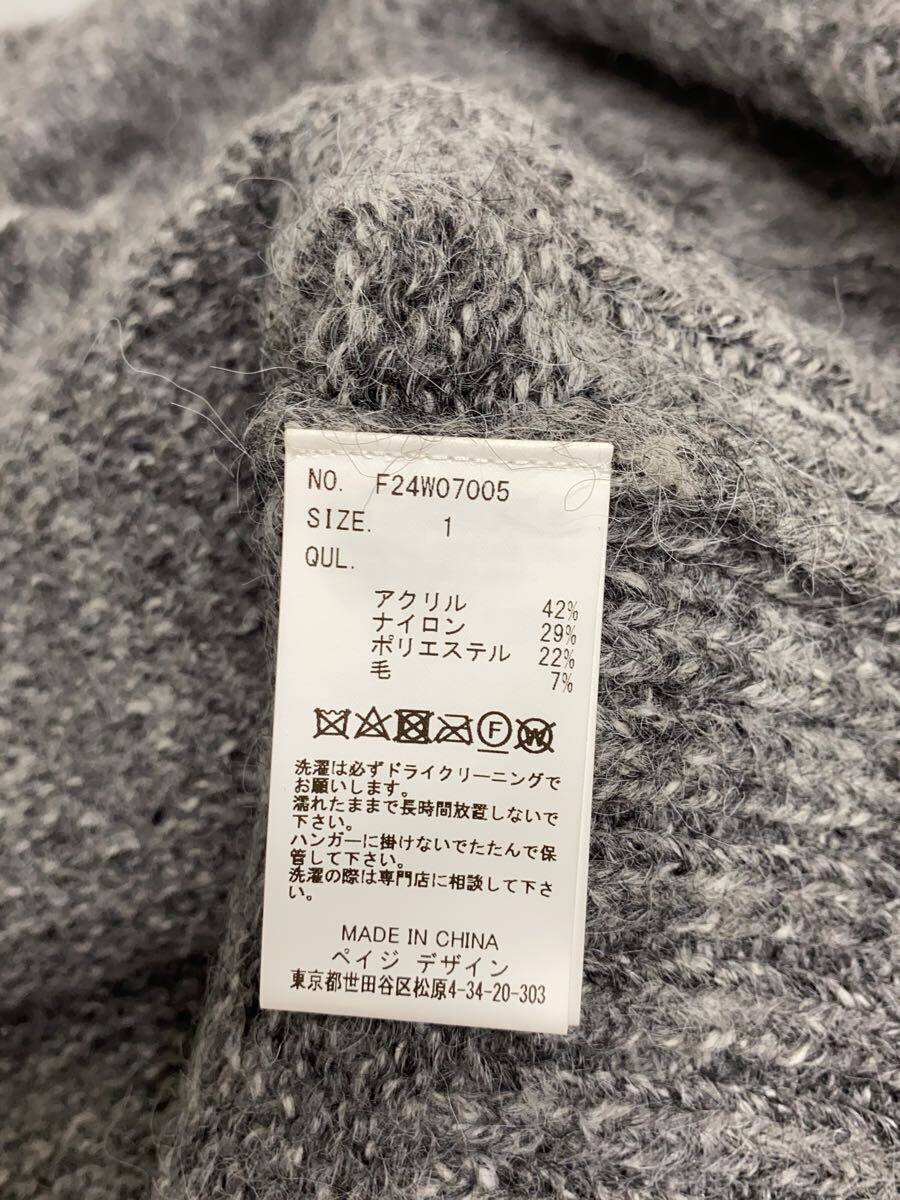 NO. F24W07005
SIZE. 1
QUL.
アクリル 42%
ナイロン 29%
ポリエステル 22%
毛 7%
F W
洗濯は必ずドライクリーニングで
お願いします。
濡れたままで長時間放置しないで
下さい。
ハンガーに掛けないでたたんで保
管して下さい。
洗濯の際は専門店に相談して下さ
い。
MADE IN CHINA
ペイジ デザイン
東京都世田谷区松原4-34-20-303